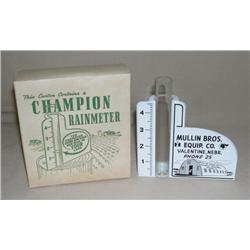 This Carton Contains a
CHAMPION
RAINMETER
4
3
2
1
MULLIN BROS.
EQUIP. CO.
VALENTINE, NEBR.
PHONE 25